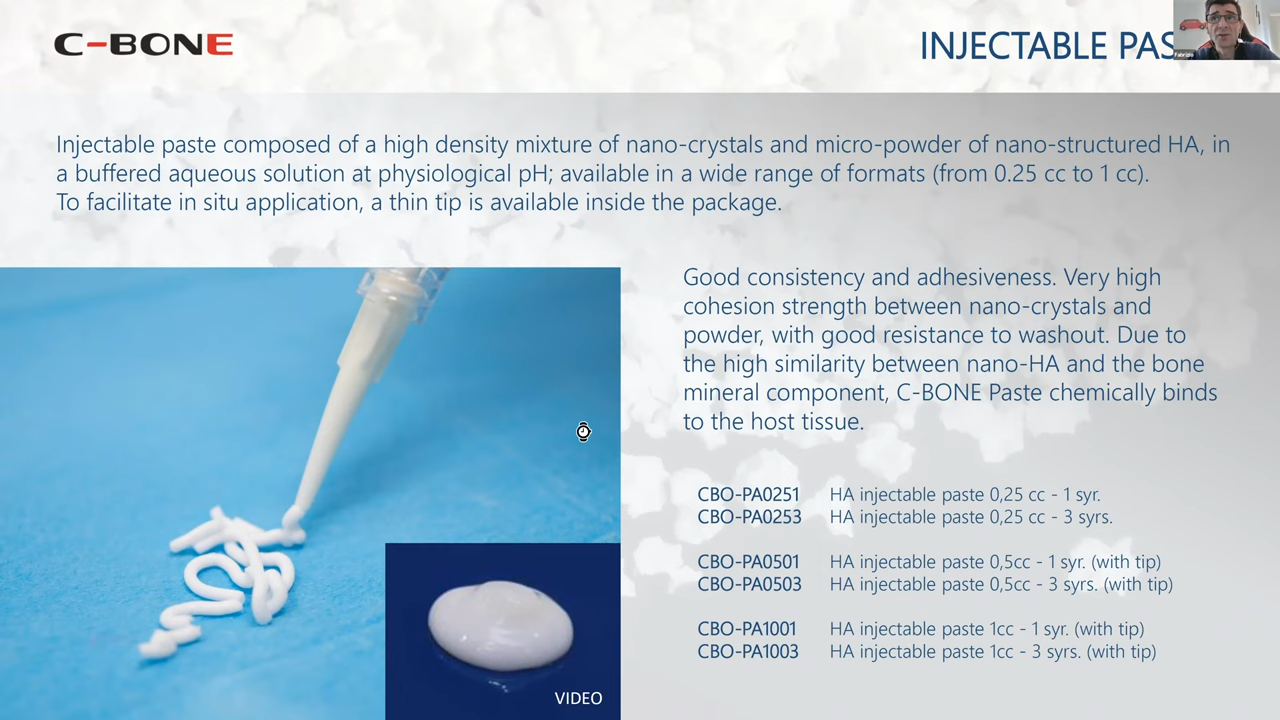 C-BONE
INJECTABLE PAS
Fabrizio
Injectable paste composed of a high density mixture of nano-crystals and micro-powder of nano-structured HA, in
a buffered aqueous solution at physiological pH; available in a wide range of formats (from 0.25 cc to 1 cc).
To facilitate in situ application, a thin tip is available inside the package.
Good consistency and adhesiveness. Very high
cohesion strength between nano-crystals and
powder, with good resistance to washout. Due to
the high similarity between nano-HA and the bone
mineral component, C-BONE Paste chemically binds
to the host tissue.
CBO-PA0251 HA injectable paste 0,25 cc - 1 syr.
CBO-PA0253 HA injectable paste 0,25 cc - 3 syrs.
CBO-PA0501 HA injectable paste 0,5cc - 1 syr. (with tip)
CBO-PA0503 HA injectable paste 0,5cc - 3 syrs. (with tip)
CBO-PA1001 HA injectable paste 1cc - 1 syr. (with tip)
CBO-PA1003 HA injectable paste 1cc - 3 syrs. (with tip)
VIDEO